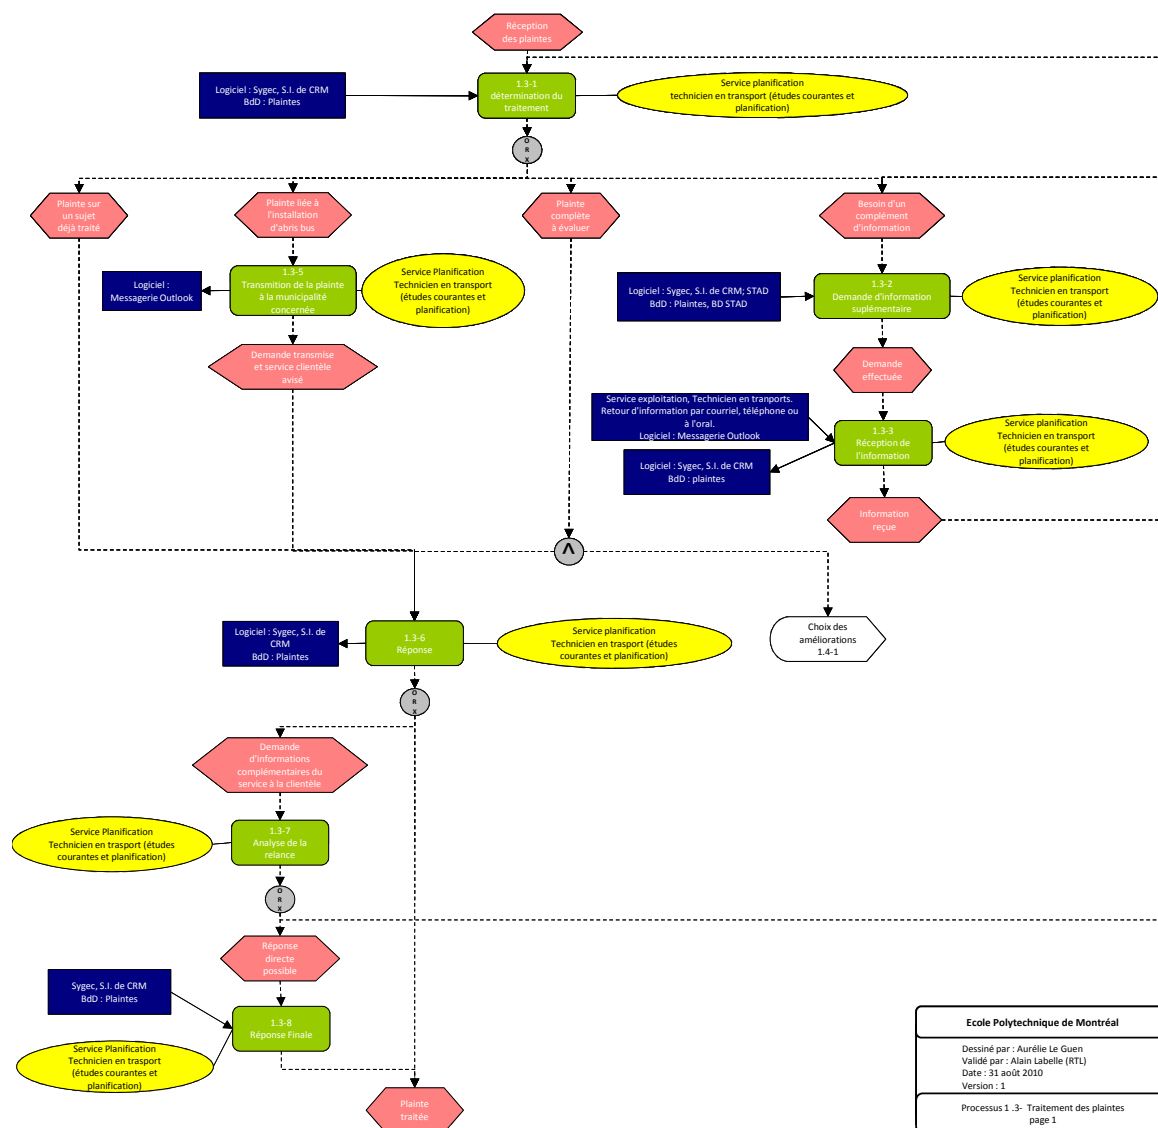 Réception
des plaintes
Logiciel : Sygec, S.I. de CRM
BdD : Plaintes
1.3-1
détermination du
traitement
Service planification
technicien en transport (études courantes et
planification)
O
R
X
Plainte sur
un sujet
déjà traité
Plainte liée à
l'installation
d'abris bus
Plainte
complète
à évaluer
Besoin d'un
complément
d'information
Logiciel :
Messagerie Outlook
1.3-5
Transmition de la plainte
à la municipalité
concernée
Service Planification
Technicien en transport
(études courantes et
planification)
Logiciel : Sygec, S.I. de CRM; STAD
BdD : Plaintes, BD STAD
1.3-2
Demande d'information
suplémentaire
Service planification
Technicien en transport
(études courantes et
planification)
Demande transmise
et service clientèle
avisé
Demande
effectuée
Service exploitation, Technicien en tranports.
Retour d'information par courriel, téléphone ou
à l'oral.
Logiciel : Messagerie Outlook
1.3-3
Réception de
l'information
Service planification
Technicien en transport
(études courantes et
planification)
Logiciel : Sygec, S.I. de CRM
BdD : plaintes
Information
reçue
^
Logiciel : Sygec, S.I. de
CRM
BdD : Plaintes
1.3-6
Réponse
Service planification
Technicien en trasport (études
courantes et planification)
Choix des
améliorations
1.4-1
O
R
X
Demande
d'informations
complémentaires du
service à la clientèle
Service Planification
Technicien en trasport (études
courantes et planification)
1.3-7
Analyse de la
relance
O
R
X
Réponse
directe
possible
Sygec, S.I. de CRM
BdD : Plaintes
1.3-8
Réponse Finale
Service Planification
Technicien en transport
(études courantes et
planification)
Plainte
traitée
Ecole Polytechnique de Montréal
Dessiné par : Aurélie Le Guen
Validé par : Alain Labelle (RTL)
Date : 31 août 2010
Version : 1
Processus 1 .3- Traitement des plaintes
page 1